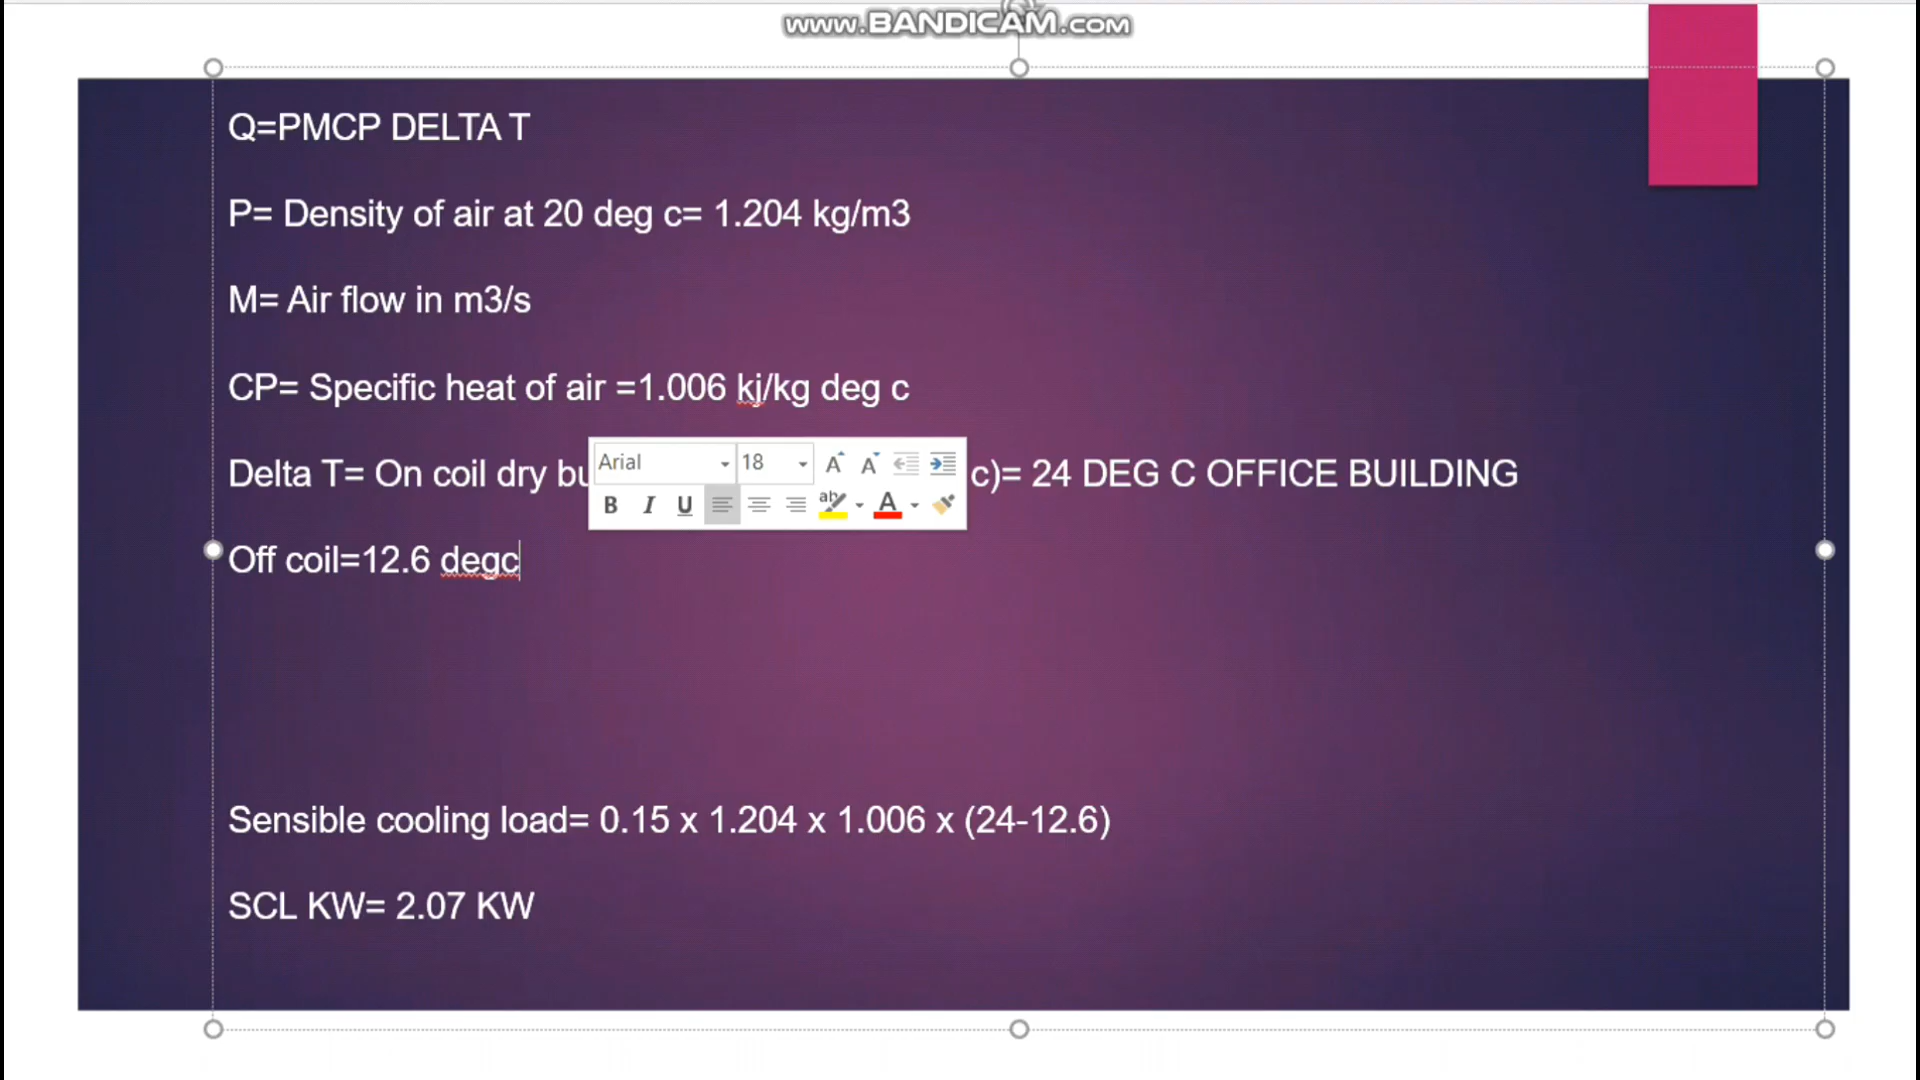 www.BANDICAM.com
Q=PMCP DELTA T
P= Density of air at 20 deg c= 1.204 kg/m3
M= Air flow in m3/s
CP= Specific heat of air =1.006 kj/kg deg c
Delta T= On coil dry c)= 24 DEG C OFFICE BUILDING
Arial 18
B I U ab A
Off coil=12.6 degc
Sensible cooling load= 0.15 x 1.204 x 1.006 x (24-12.6)
SCL KW= 2.07 KW